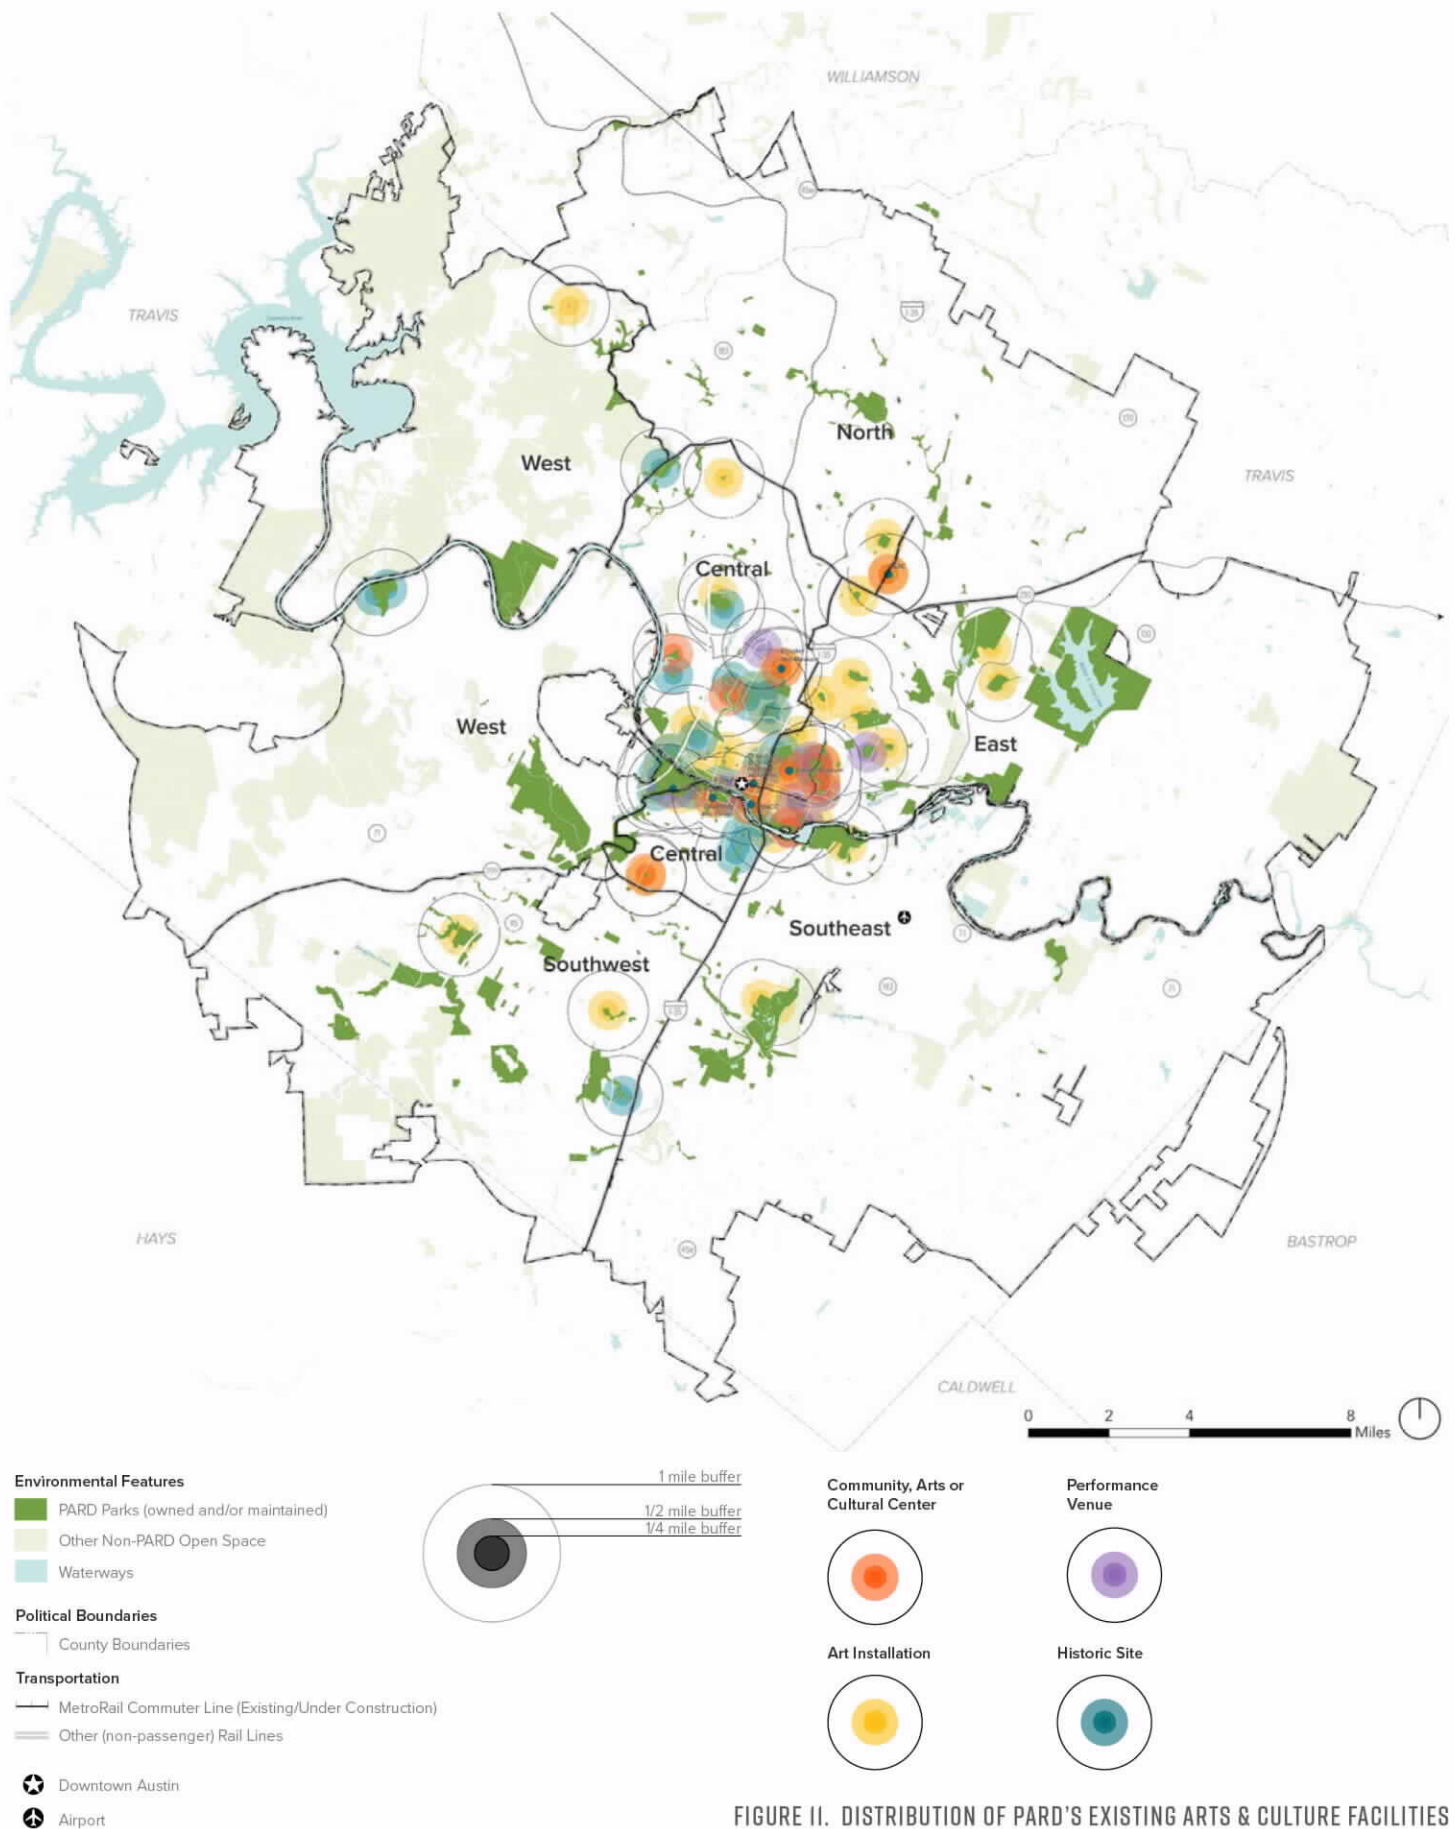 WILLIAMSON
TRAVIS
North
West
TRAVIS
Central
West
East
Central
Southeast
Southwest
HAYS
BASTROP
CALDWELL
0 2 4 8
Miles
Environmental Features
PARD Parks (owned and/or maintained)
Other Non-PARD Open Space
Waterways
Political Boundaries
County Boundaries
Transportation
MetroRail Commuter Line (Existing/Under Construction)
Other (non-passenger) Rail Lines
Downtown Austin
Airport
1 mile buffer
1/2 mile buffer
1/4 mile buffer
Community, Arts or
Cultural Center
Performance
Venue
Art Installation
Historic Site
FIGURE 11. DISTRIBUTION OF PARD'S EXISTING ARTS & CULTURE FACILITIES